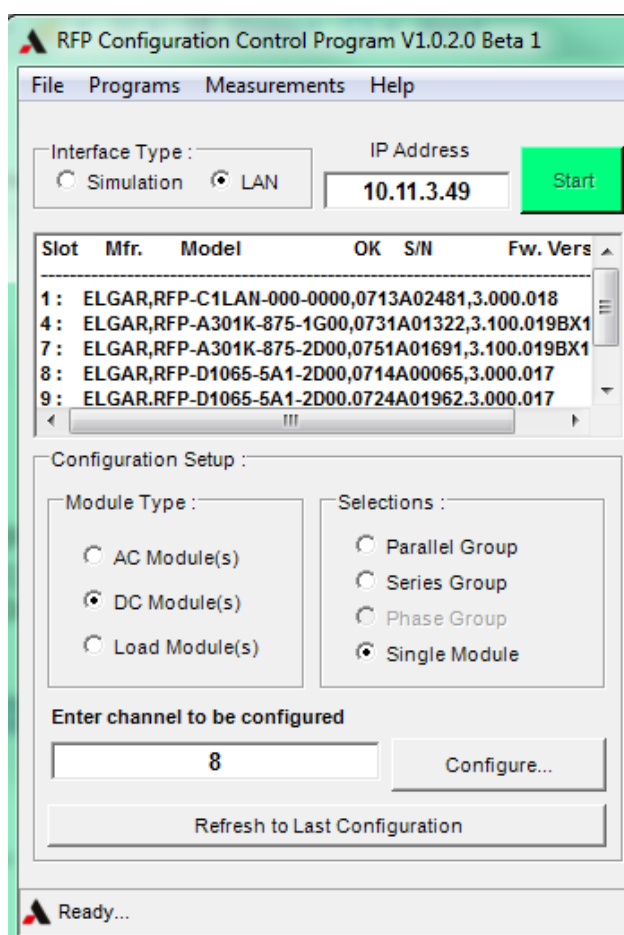 RFP Configuration Control Program V1.0.2.0 Beta 1
File Programs Measurements Help
Interface Type :
Simulation LAN
IP Address
10.11.3.49
Start
Slot Mfr. Model OK S/N Fw. Vers
--------------------------------------------------------------------------------
1 : ELGAR,RFP-C1LAN-000-0000,0713A02481,3.000.018
4 : ELGAR,RFP-A301K-875-1G00,0731A01322,3.100.019BX1
7 : ELGAR,RFP-A301K-875-2D00,0751A01691,3.100.019BX1
8 : ELGAR,RFP-D1065-5A1-2D00,0714A00065,3.000.017
9 : ELGAR,RFP-D1065-5A1-2D00,0724A01962,3.000.017
Configuration Setup :
Module Type :
AC Module(s)
DC Module(s)
Load Module(s)
Selections :
Parallel Group
Series Group
Phase Group
Single Module
Enter channel to be configured
8
Configure...
Refresh to Last Configuration
Ready...